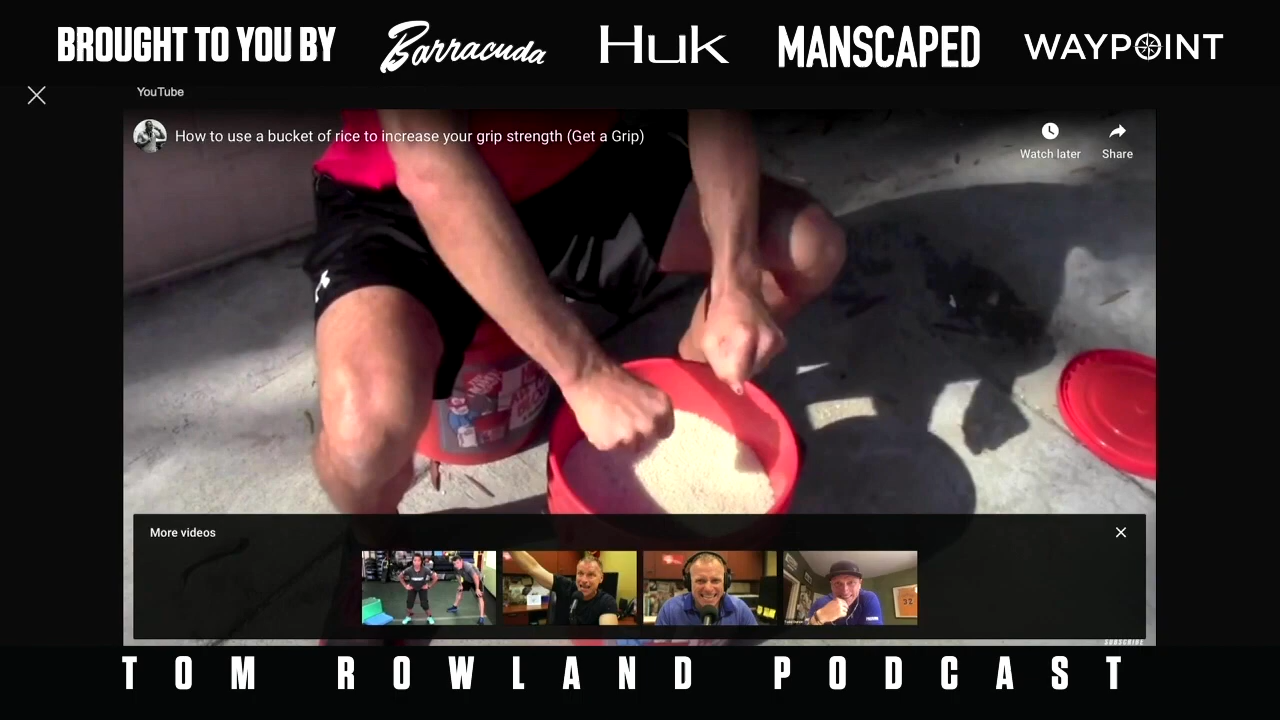 BROUGHT TO YOU BY Barracuda Huk MANSCAPED WAYPOINT
YouTube
How to use a bucket of rice to increase your grip strength (Get a Grip)
Watch later Share
More videos
SUBSCRIBE
TOM ROWLAND PODCAST